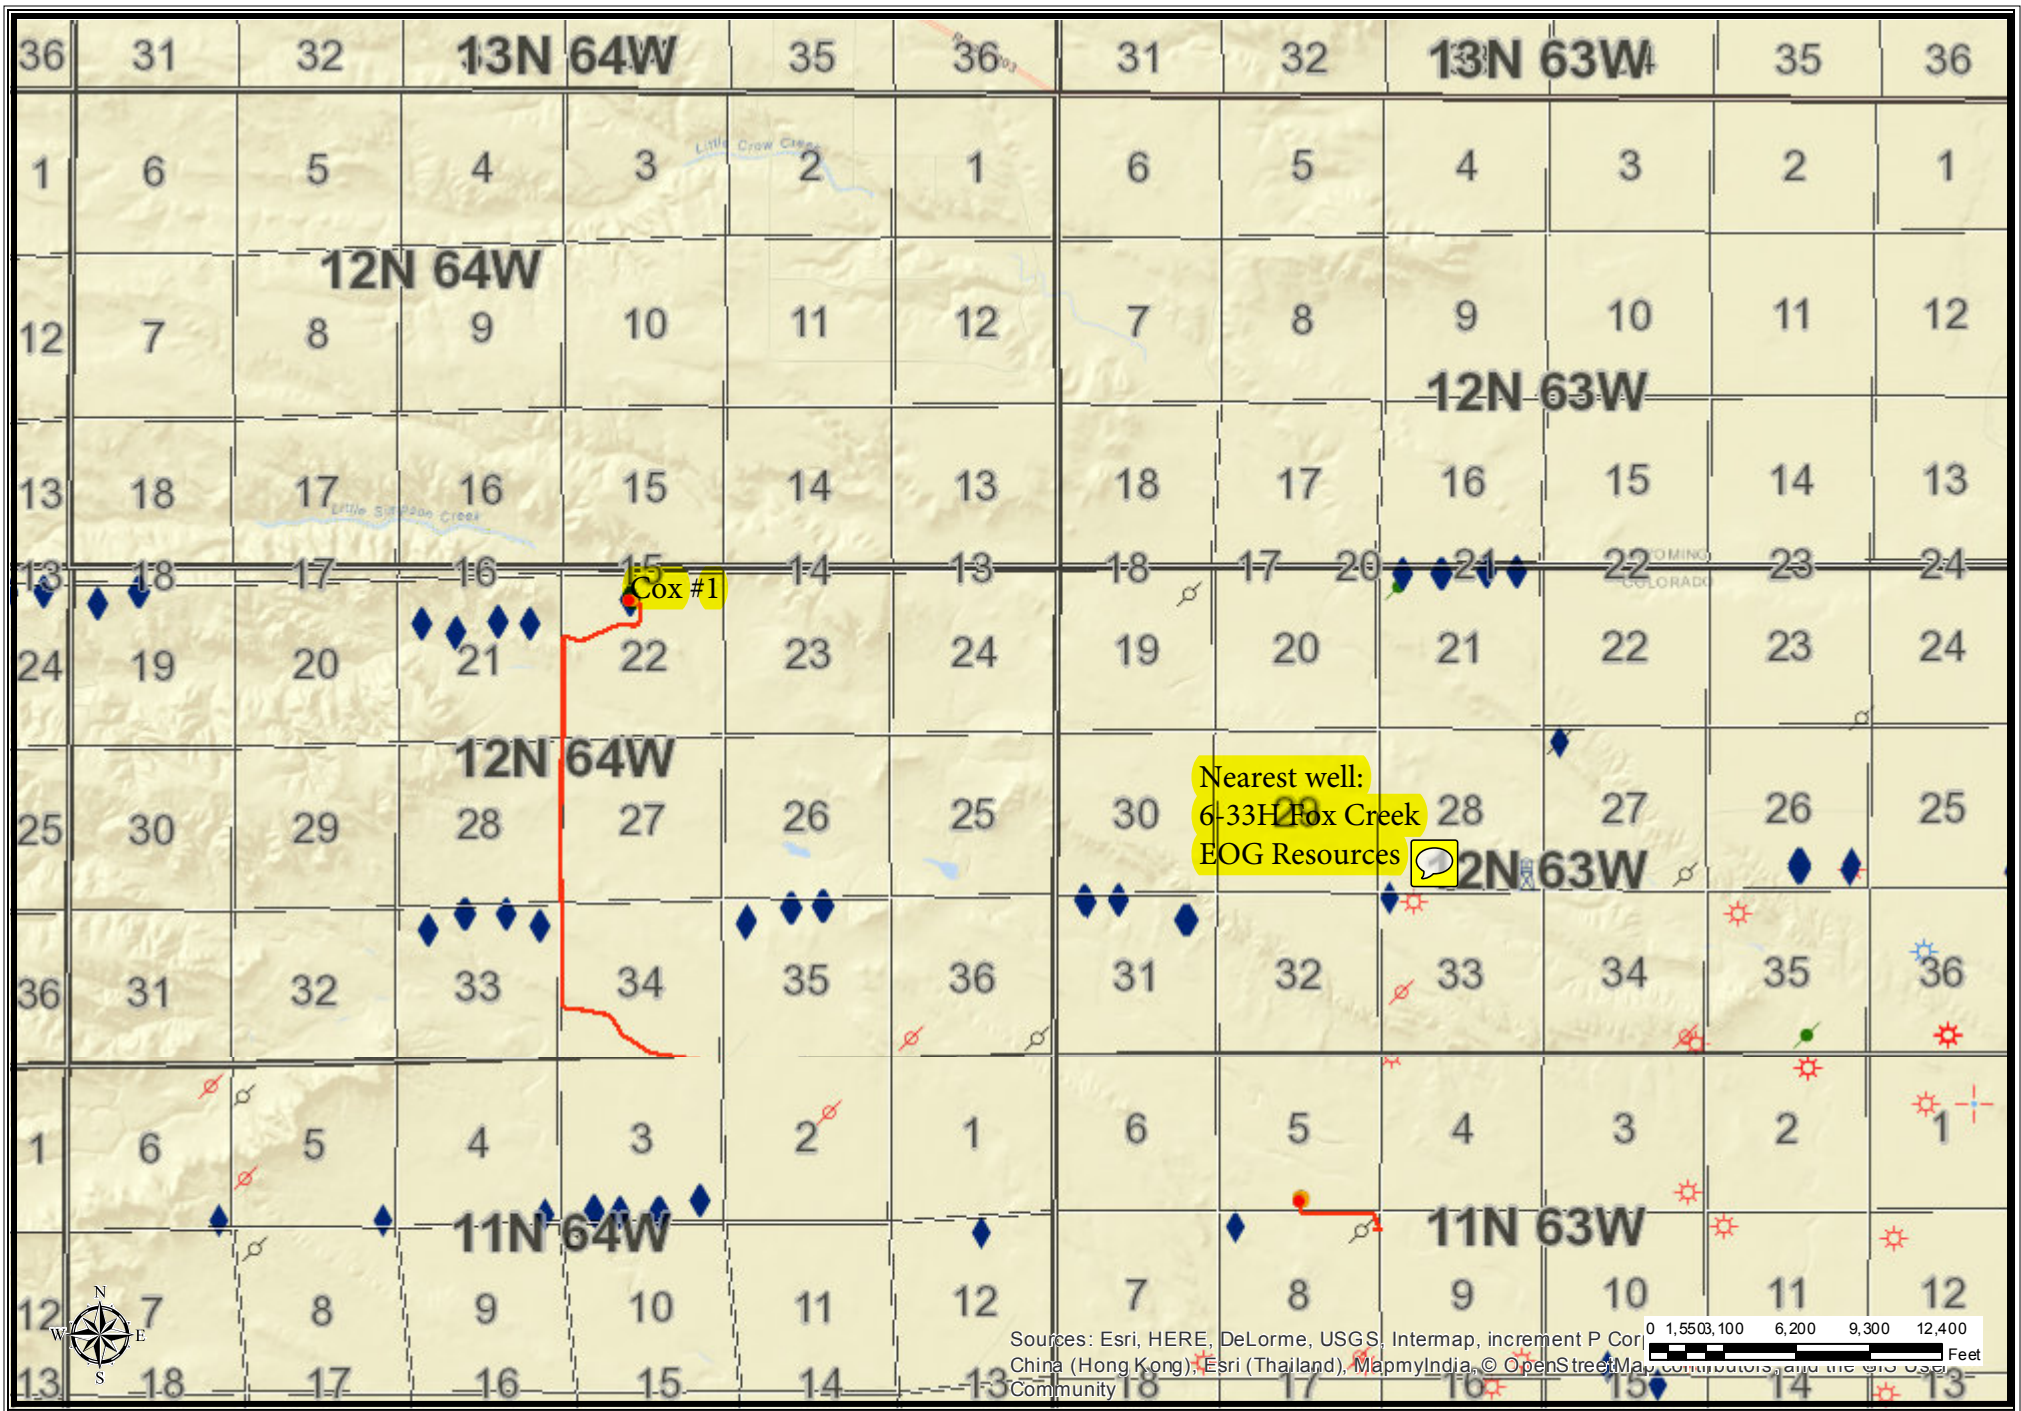 36 31 32 13N 64W 35 36 31 32 13N 63W 35 36
Little Crow Creek
1 6 5 4 3 2 1 6 5 4 3 2 1
12N 64W
12 7 8 9 10 11 12 7 8 9 10 11 12
12N 63W
13 18 17 16 15 14 13 18 17 16 15 14 13
Creek
WYOMING
13 18 17 16 15 14 13 18 17 20 21 22 23 24
COLORADO
Cox #1
24 19 20 21 22 23 24 19 20 21 22 23 24
12N 64W
Nearest well:
6-33H Fox Creek
EOG Resources
25 30 29 28 27 26 25 30 29 28 27 26 25
12N 63W
36 31 32 33 34 35 36 31 32 33 34 35 36
1 6 5 4 3 2 1 6 5 4 3 2 1
11N 64W 11N 63W
12 7 8 9 10 11 12 7 8 9 10 11 12
N
W E
S
0 1,550 3,100 6,200 9,300 12,400
Feet
Sources: Esri, HERE, DeLorme, USGS, Intermap, increment P Cor
China (Hong Kong), Esri (Thailand), MapmyIndia, © OpenStreetMap contributors, and the GIS User
Community
13 18 17 16 15 14 13 18 17 16 15 14 13